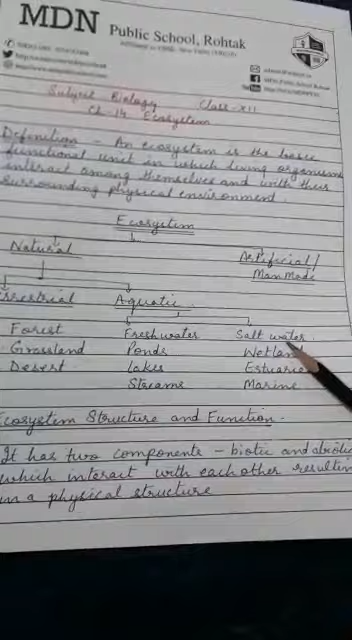 MDN Public School, Rohtak
Subject Biology Class-XII
Ch-14 Ecosystem
Definition - An ecosystem is the basic
functional unit in which living organisms
interact among themselves and with their
surrounding physical environment.
Ecosystem
Natural Artificial/
Man Made
Terrestrial Aquatic
Forest Freshwater Salt water
Grassland Ponds Wetland
Desert Lakes Estuaries
Streams Marine
Ecosystem Structure and Function.
It has two components - biotic and abiotic
which interact with each other resulting
in a physical structure